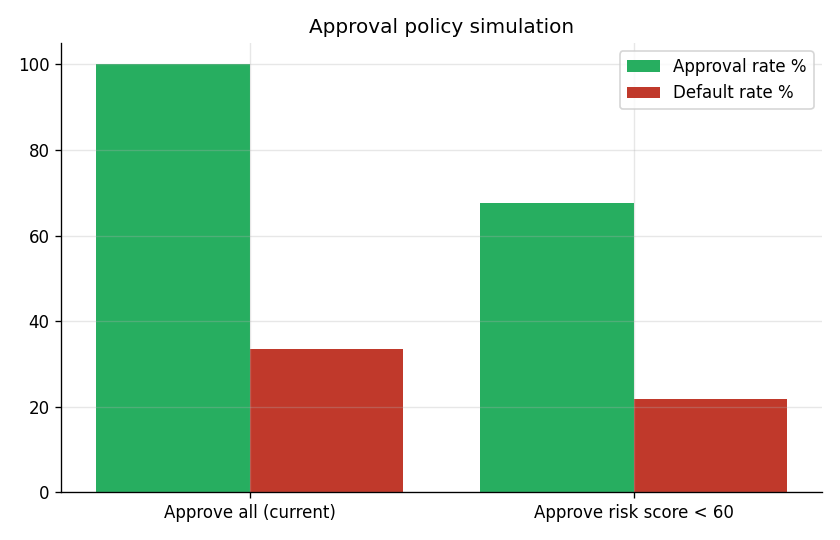 Approval policy simulation
Approval rate %
Default rate %
100
80
60
40
20
0
Approve all (current)
Approve risk score < 60